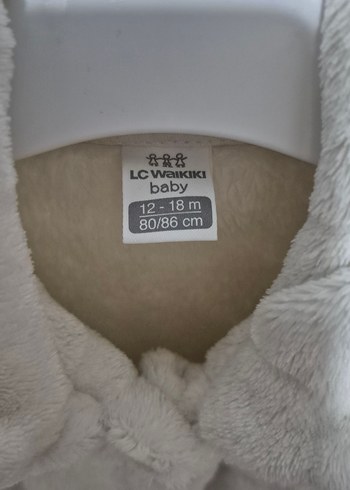 LC WAIKIKI
baby
12 - 18 m
80/86 cm